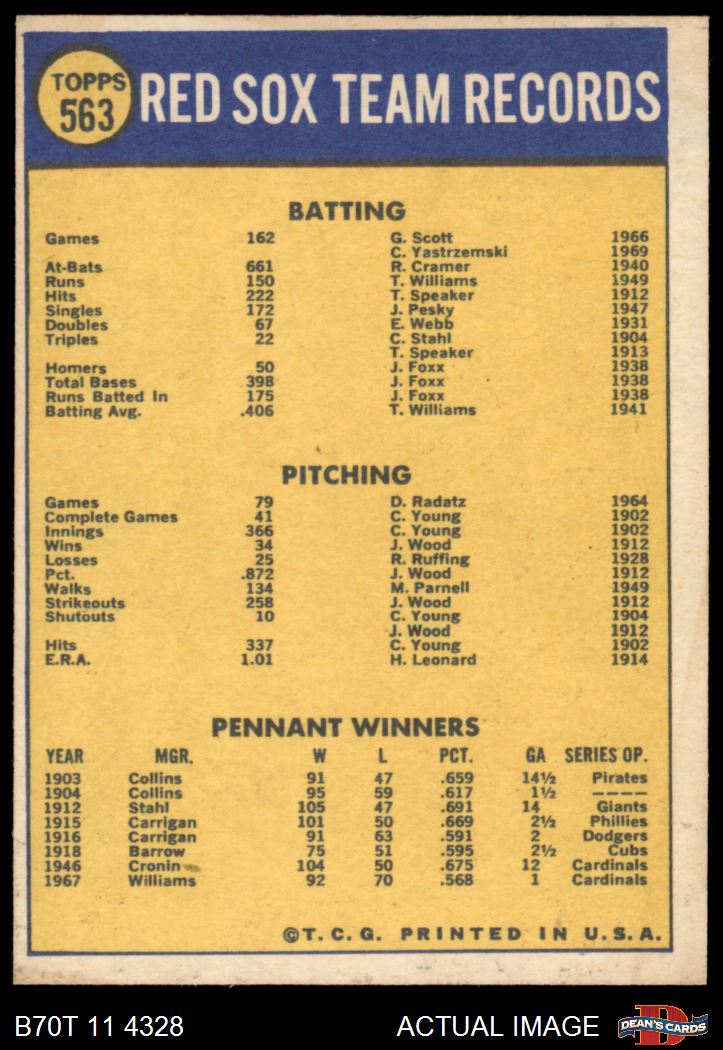 TOPPS
563
RED SOX TEAM RECORDS
BATTING
Games 162 G. Scott 1966
C. Yastrzemski 1969
At-Bats 661 R. Cramer 1940
Runs 150 T. Williams 1949
Hits 222 T. Speaker 1912
Singles 172 J. Pesky 1947
Doubles 67 E. Webb 1931
Triples 22 C. Stahl 1904
T. Speaker 1913
Homers 50 J. Foxx 1938
Total Bases 398 J. Foxx 1938
Runs Batted In 175 J. Foxx 1938
Batting Avg. .406 T. Williams 1941
PITCHING
Games 79 D. Radatz 1964
Complete Games 41 C. Young 1902
Innings 366 C. Young 1902
Wins 34 J. Wood 1912
Losses 25 R. Ruffing 1928
Pct. .872 J. Wood 1912
Walks 134 M. Parnell 1949
Strikeouts 258 J. Wood 1912
Shutouts 10 C. Young 1904
J. Wood 1912
Hits 337 C. Young 1902
E.R.A. 1.01 H. Leonard 1914
PENNANT WINNERS
YEAR MGR. W L PCT. GA SERIES OP.
1903 Collins 91 47 .659 14½ Pirates
1904 Collins 95 59 .617 1½ ----
1912 Stahl 105 47 .691 14 Giants
1915 Carrigan 101 50 .669 2½ Phillies
1916 Carrigan 91 63 .591 2 Dodgers
1918 Barrow 75 51 .595 2½ Cubs
1946 Cronin 104 50 .675 12 Cardinals
1967 Williams 92 70 .568 1 Cardinals
©T. C. G. PRINTED IN U. S. A.
B70T 11 4328 ACTUAL IMAGE
D
DEAN'S CARDS